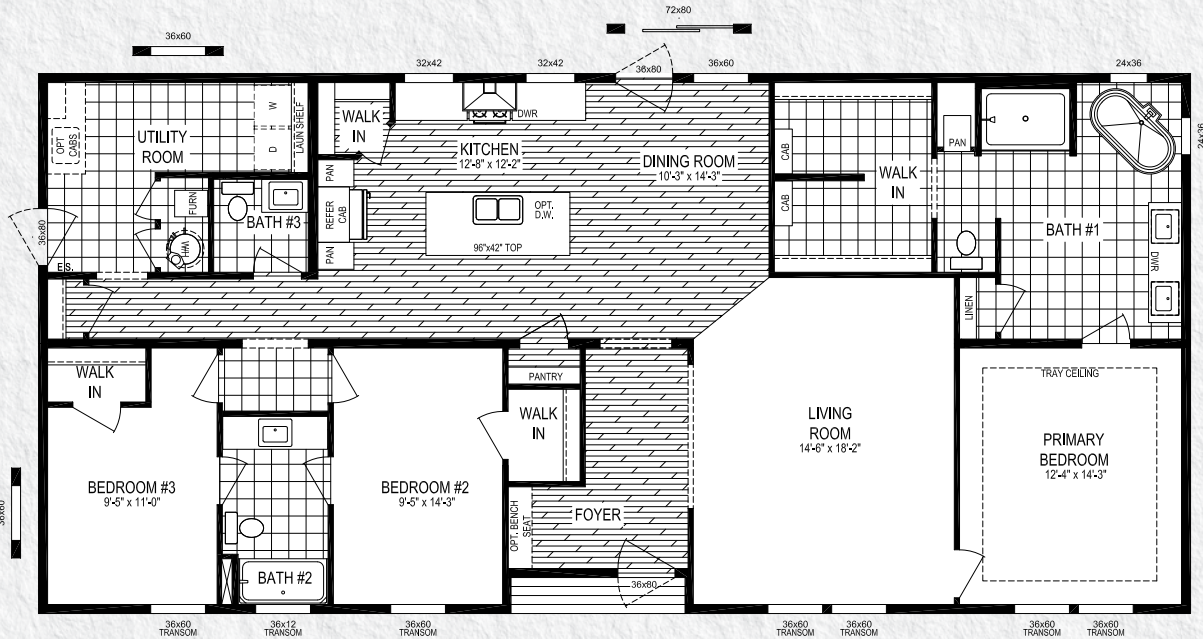 72x80
36x60
32x42
32x42
36x80
36x60
24x36
OPT
CABS.
UTILITY
ROOM
W
D
LAUN SHELF
WALK
IN
DWR
KITCHEN
12'-8" x 12'-2"
DINING ROOM
10'-3" x 14'-3"
CAB
CAB
WALK
IN
PAN
24x36
36x80
FURN
WH
BATH #3
PAN
REFER
CAB
PAN
OPT.
D.W.
96"x42" TOP
BATH #1
DWR
E.S.
LINEN
WALK
IN
PANTRY
TRAY CEILING
WALK
IN
LIVING
ROOM
14'-6" x 18'-2"
PRIMARY
BEDROOM
12'-4" x 14'-3"
36x60
BEDROOM #3
9'-5" x 11'-0"
BEDROOM #2
9'-5" x 14'-3"
OPT. BENCH
SEAT
FOYER
BATH #2
36x80
36x60
TRANSOM
36x12
TRANSOM
36x60
TRANSOM
36x60
TRANSOM
36x60
TRANSOM
36x60
TRANSOM
36x60
TRANSOM